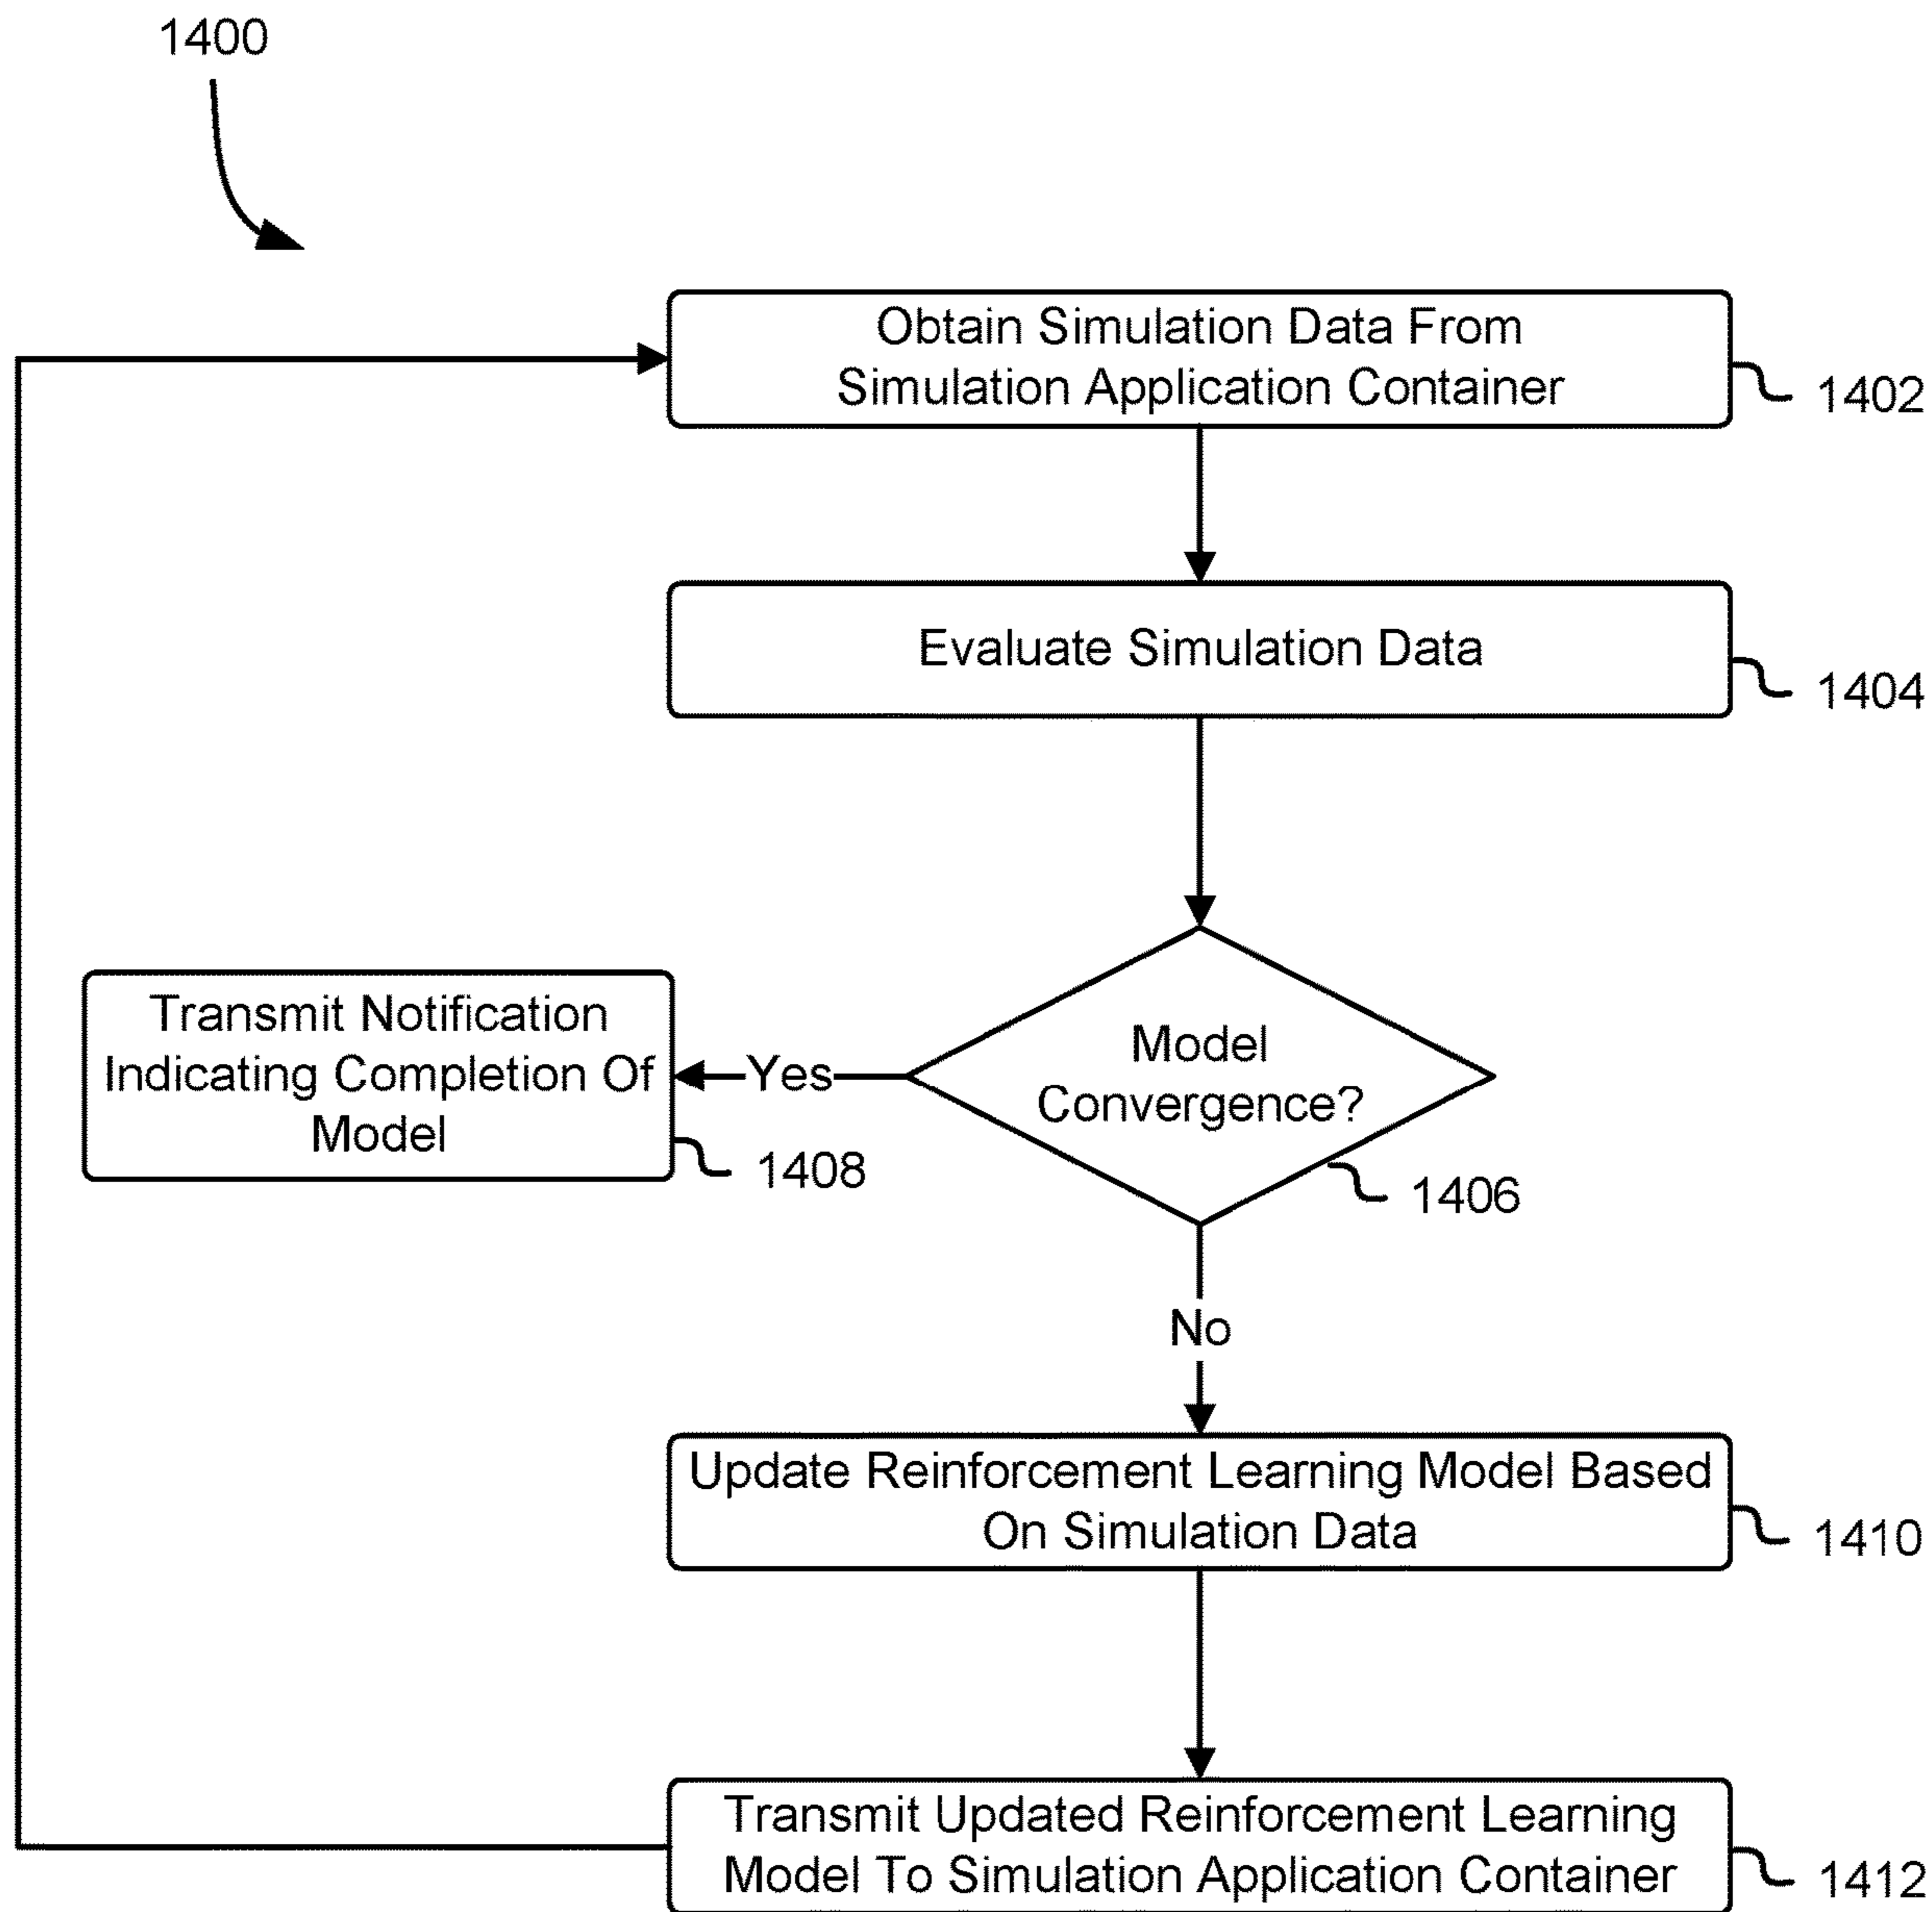 1400
Obtain Simulation Data From
Simulation Application Container
1402
Evaluate Simulation Data
1404
Model
Convergence?
1406
Yes
Transmit Notification
Indicating Completion Of
Model
1408
No
Update Reinforcement Learning Model Based
On Simulation Data
1410
Transmit Updated Reinforcement Learning
Model To Simulation Application Container
1412